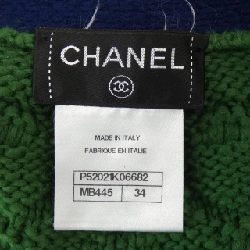 CHANEL
MADE IN ITALY
FABRIQUE EN ITALIE
P52021K06682
MB445 34